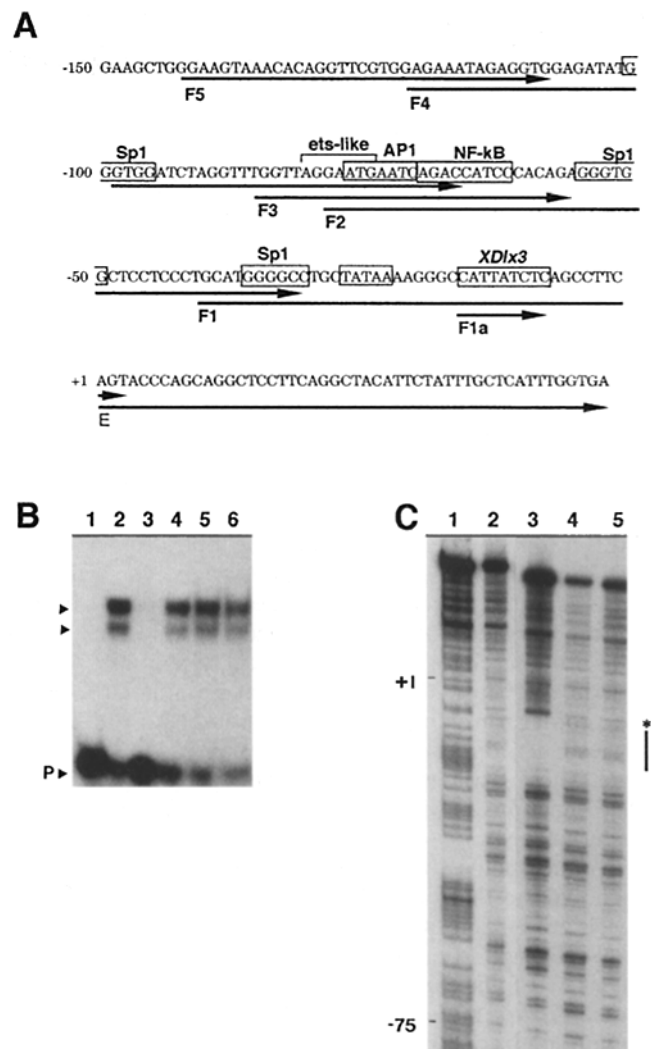 A
-150 GAAGCTGGGAAGTAAACACAGGTTCGTGGAGAAATAGAGGTGGAGATATG
F5 F4
Sp1 ets-like AP1 NF-kB Sp1
-100 GGTGGATCTAGGTTTGGTTAGGAATGAATCAGACCATCCCACAGAGGGTG
F3 F2
Sp1 XDlx3
-50 GCTCCTCCCTGCATGGGGCCTGCTATAAAAGGGCCATTATCTCAGCCTTC
F1 F1a
+1 AGTACCCAGCAGGCTCCTTCAGGCTACATTCTATTTGCTCATTTGGTGA
E
B 1 2 3 4 5 6
P
C 1 2 3 4 5
+1
*
-75